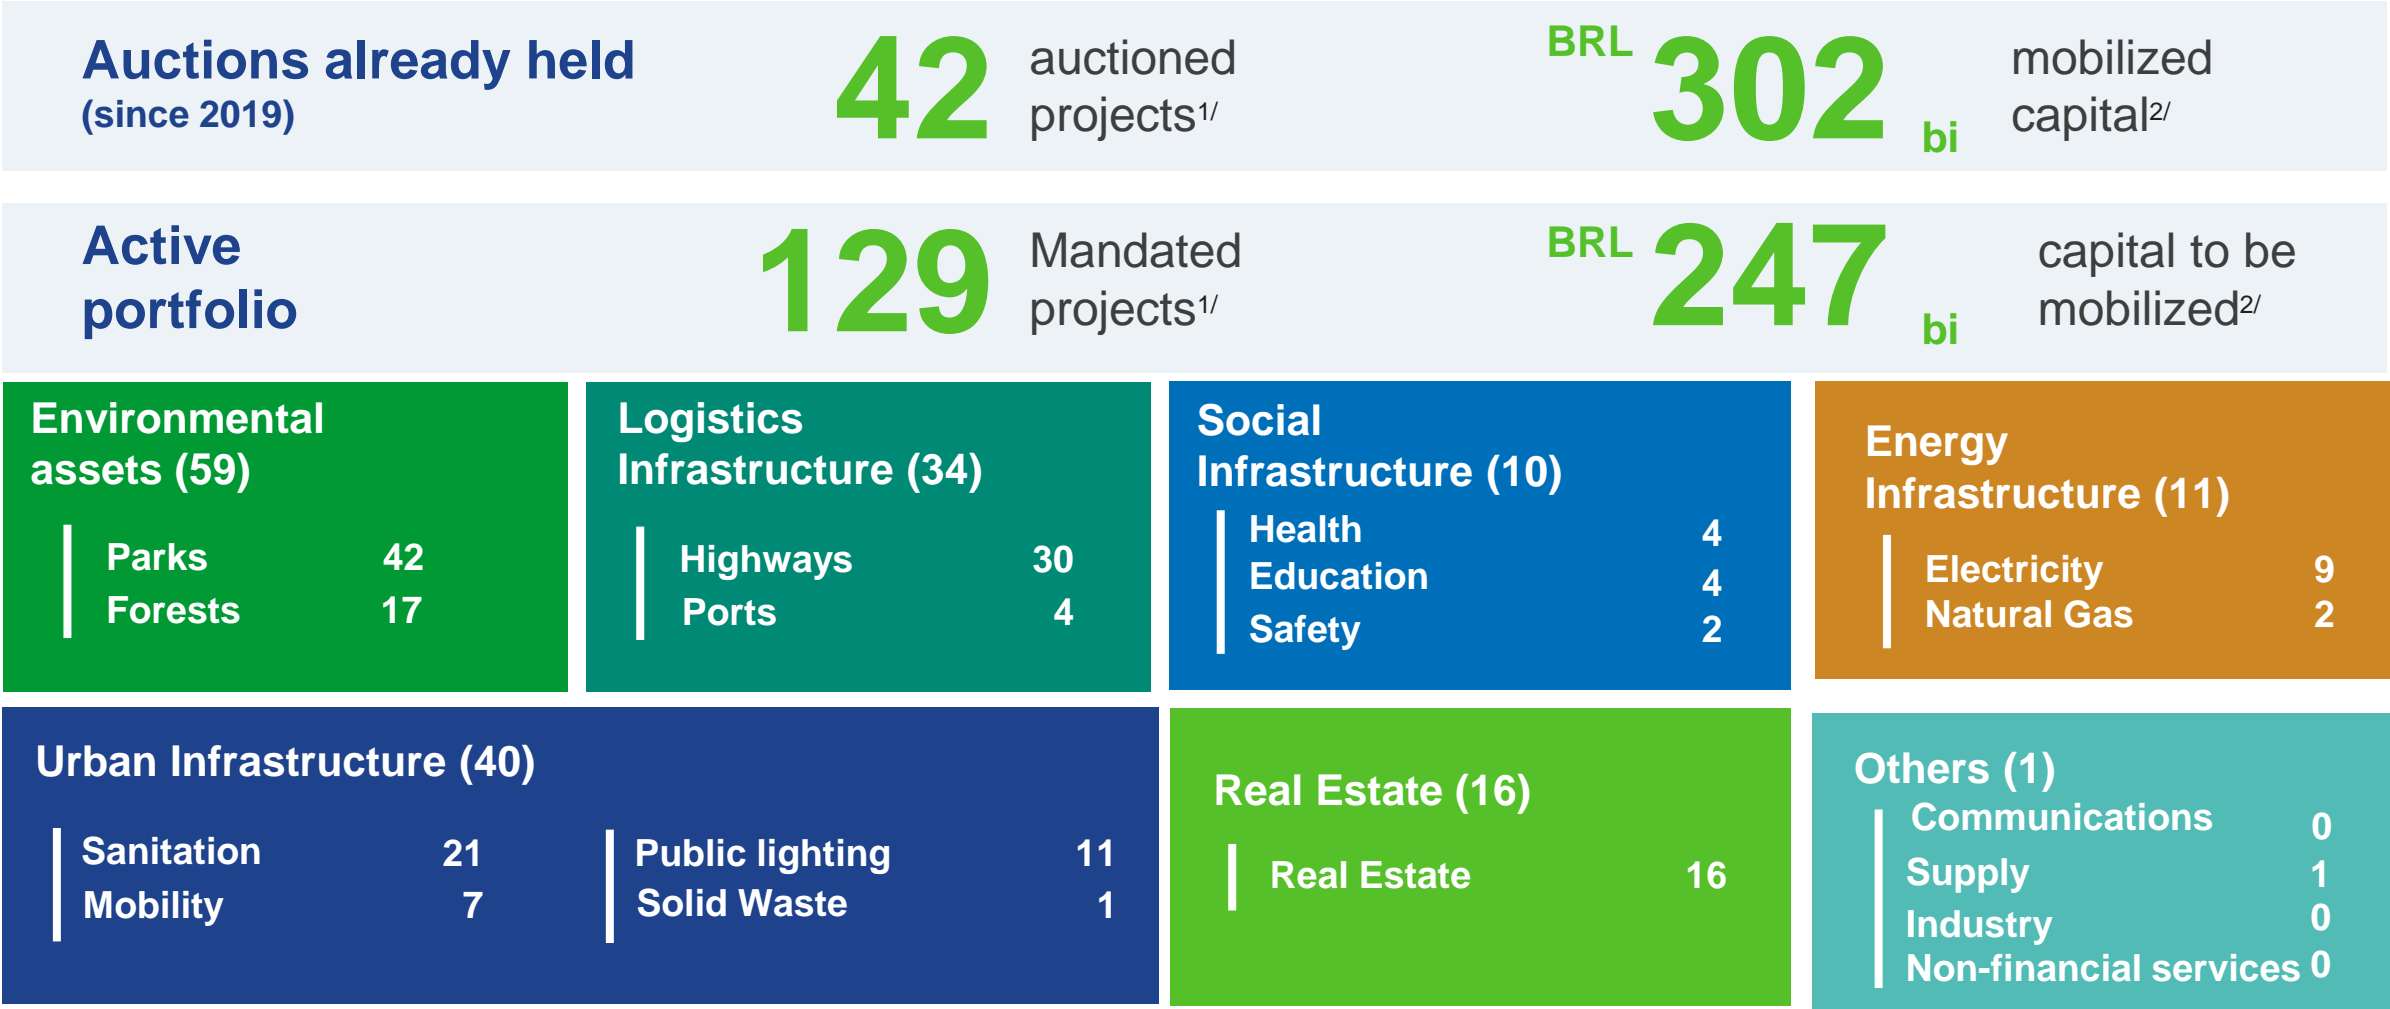 Auctions already held
(since 2019)
42
auctioned
projects1/
BRL 302 bi
mobilized
capital2/
Active
portfolio
129
Mandated
projects1/
BRL 247 bi
capital to be
mobilized2/
Environmental
assets (59)
Parks 42
Forests 17
Logistics
Infrastructure (34)
Highways 30
Ports 4
Social
Infrastructure (10)
Health 4
Education 4
Safety 2
Energy
Infrastructure (11)
Electricity 9
Natural Gas 2
Urban Infrastructure (40)
Sanitation 21
Mobility 7
Public lighting 11
Solid Waste 1
Real Estate (16)
Real Estate 16
Others (1)
Communications 0
Supply 1
Industry 0
Non-financial services 0